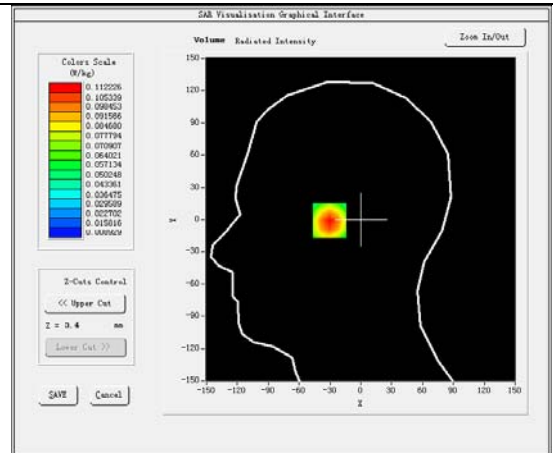 SAR Visualisation Graphical Interface
Volume Radiated Intensity
Zoom In/Out
Colors Scale
(W/kg)
0.112226
0.105339
0.098453
0.091566
0.084680
0.077794
0.070907
0.064021
0.057134
0.050248
0.043361
0.036475
0.029589
0.022702
0.015816
0.008929
Z-Cuts Control
<< Upper Cut
Z = 3.4 mm
Lower Cut >>
SAVE
Cancel
150
120
90
60
30
0
-30
-60
-90
-120
-150
Y
-150 -120 -90 -60 -30 0 30 60 90 120 150
X